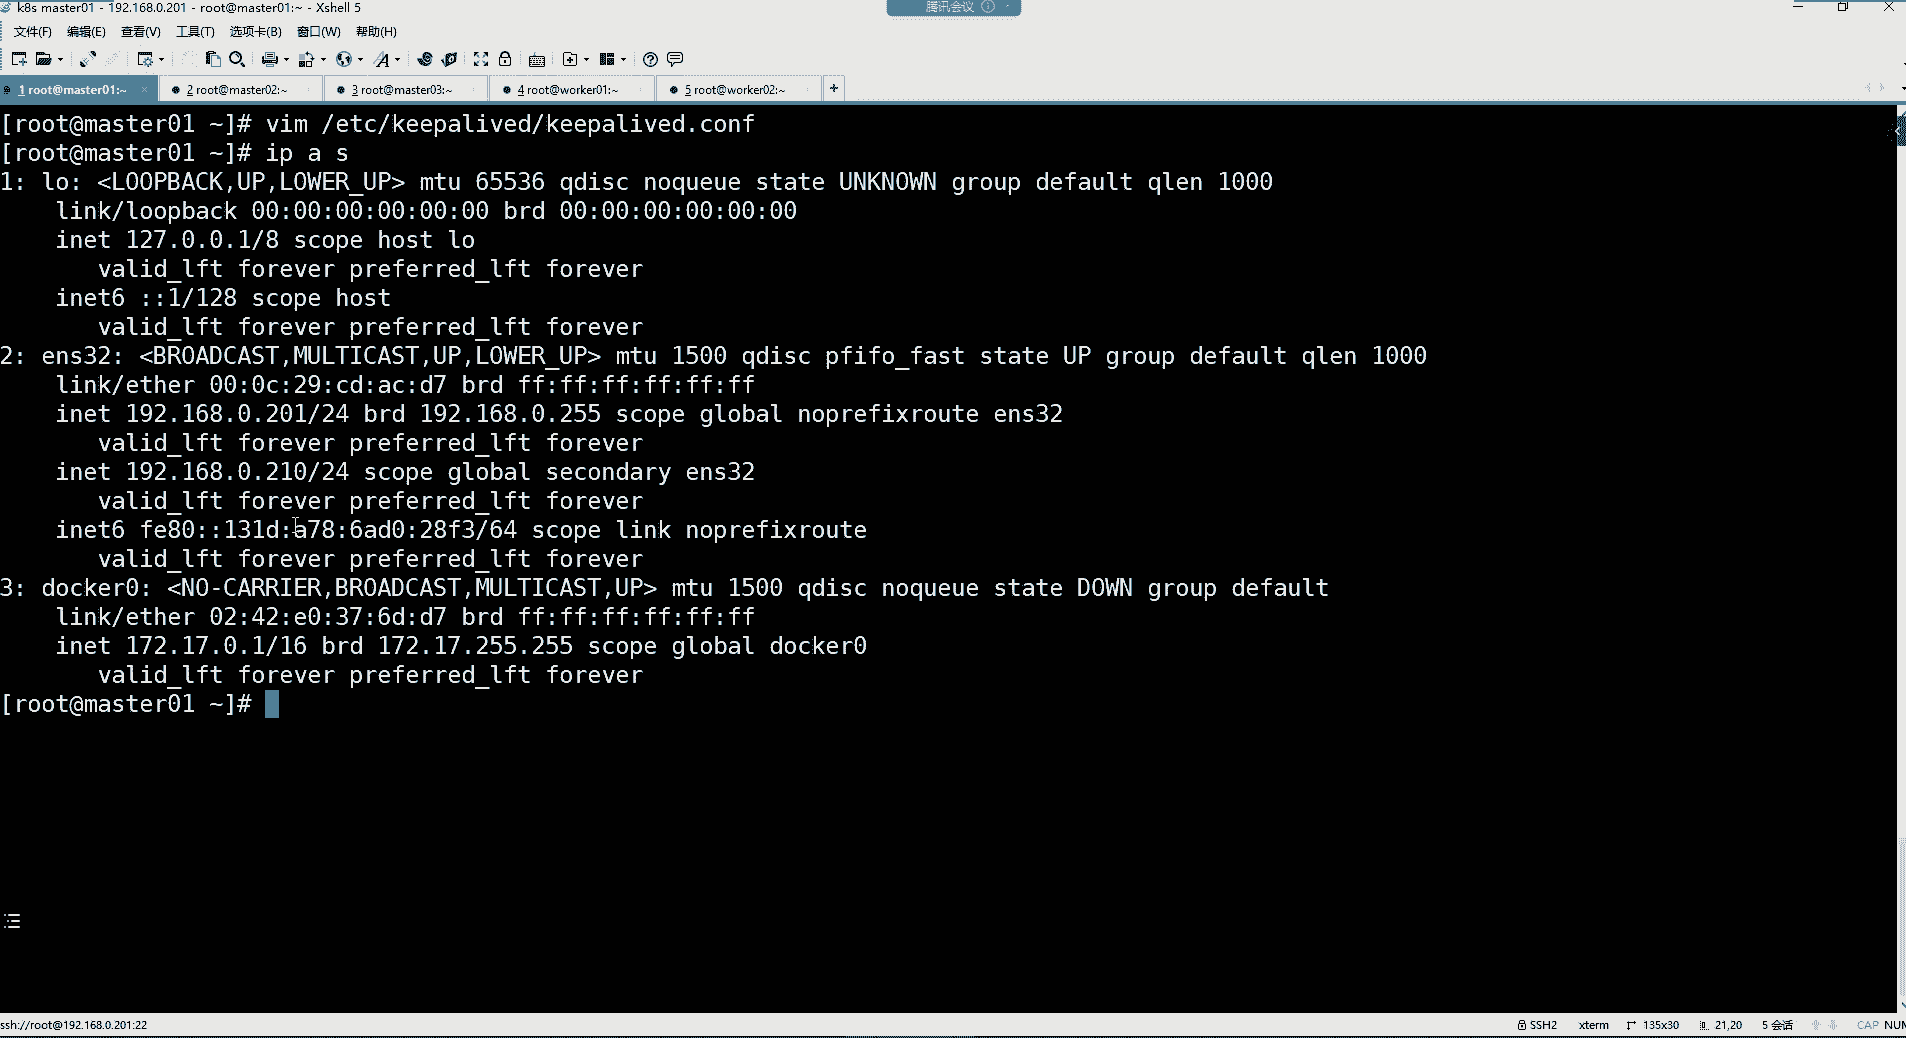 k8s master01 - 192.168.0.201 - root@master01:~ - Xshell 5
腾讯会议
文件(F) 编辑(E) 查看(V) 工具(T) 选项卡(B) 窗口(W) 帮助(H)
1 root@master01:~ 2 root@master02:~ 3 root@master03:~ 4 root@worker01:~ 5 root@worker02:~ +
[root@master01 ~]# vim /etc/keepalived/keepalived.conf
[root@master01 ~]# ip a s
1: lo: <LOOPBACK,UP,LOWER_UP> mtu 65536 qdisc noqueue state UNKNOWN group default qlen 1000
    link/loopback 00:00:00:00:00:00 brd 00:00:00:00:00:00
    inet 127.0.0.1/8 scope host lo
       valid_lft forever preferred_lft forever
    inet6 ::1/128 scope host
       valid_lft forever preferred_lft forever
2: ens32: <BROADCAST,MULTICAST,UP,LOWER_UP> mtu 1500 qdisc pfifo_fast state UP group default qlen 1000
    link/ether 00:0c:29:cd:ac:d7 brd ff:ff:ff:ff:ff:ff
    inet 192.168.0.201/24 brd 192.168.0.255 scope global noprefixroute ens32
       valid_lft forever preferred_lft forever
    inet 192.168.0.210/24 scope global secondary ens32
       valid_lft forever preferred_lft forever
    inet6 fe80::131d:a78:6ad0:28f3/64 scope link noprefixroute
       valid_lft forever preferred_lft forever
3: docker0: <NO-CARRIER,BROADCAST,MULTICAST,UP> mtu 1500 qdisc noqueue state DOWN group default
    link/ether 02:42:e0:37:6d:d7 brd ff:ff:ff:ff:ff:ff
    inet 172.17.0.1/16 brd 172.17.255.255 scope global docker0
       valid_lft forever preferred_lft forever
[root@master01 ~]#
ssh://root@192.168.0.201:22 SSH2 xterm 135x30 21,20 5 会话 CAP NUM